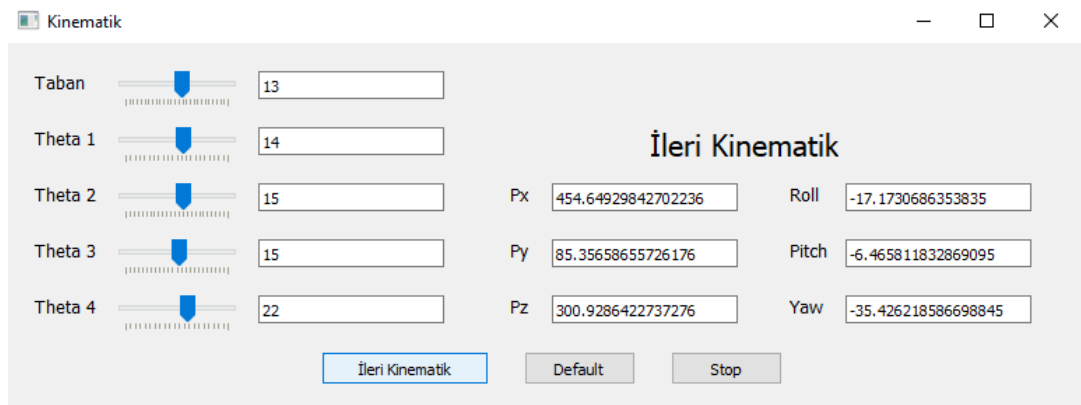 Kinematik
Taban 13
Theta 1 14
İleri Kinematik
Theta 2 15 Px 454.64929842702236 Roll -17.1730686353835
Theta 3 15 Py 85.35658655726176 Pitch -6.465811832869095
Theta 4 22 Pz 300.9286422737276 Yaw -35.426218586698845
İleri Kinematik Default Stop